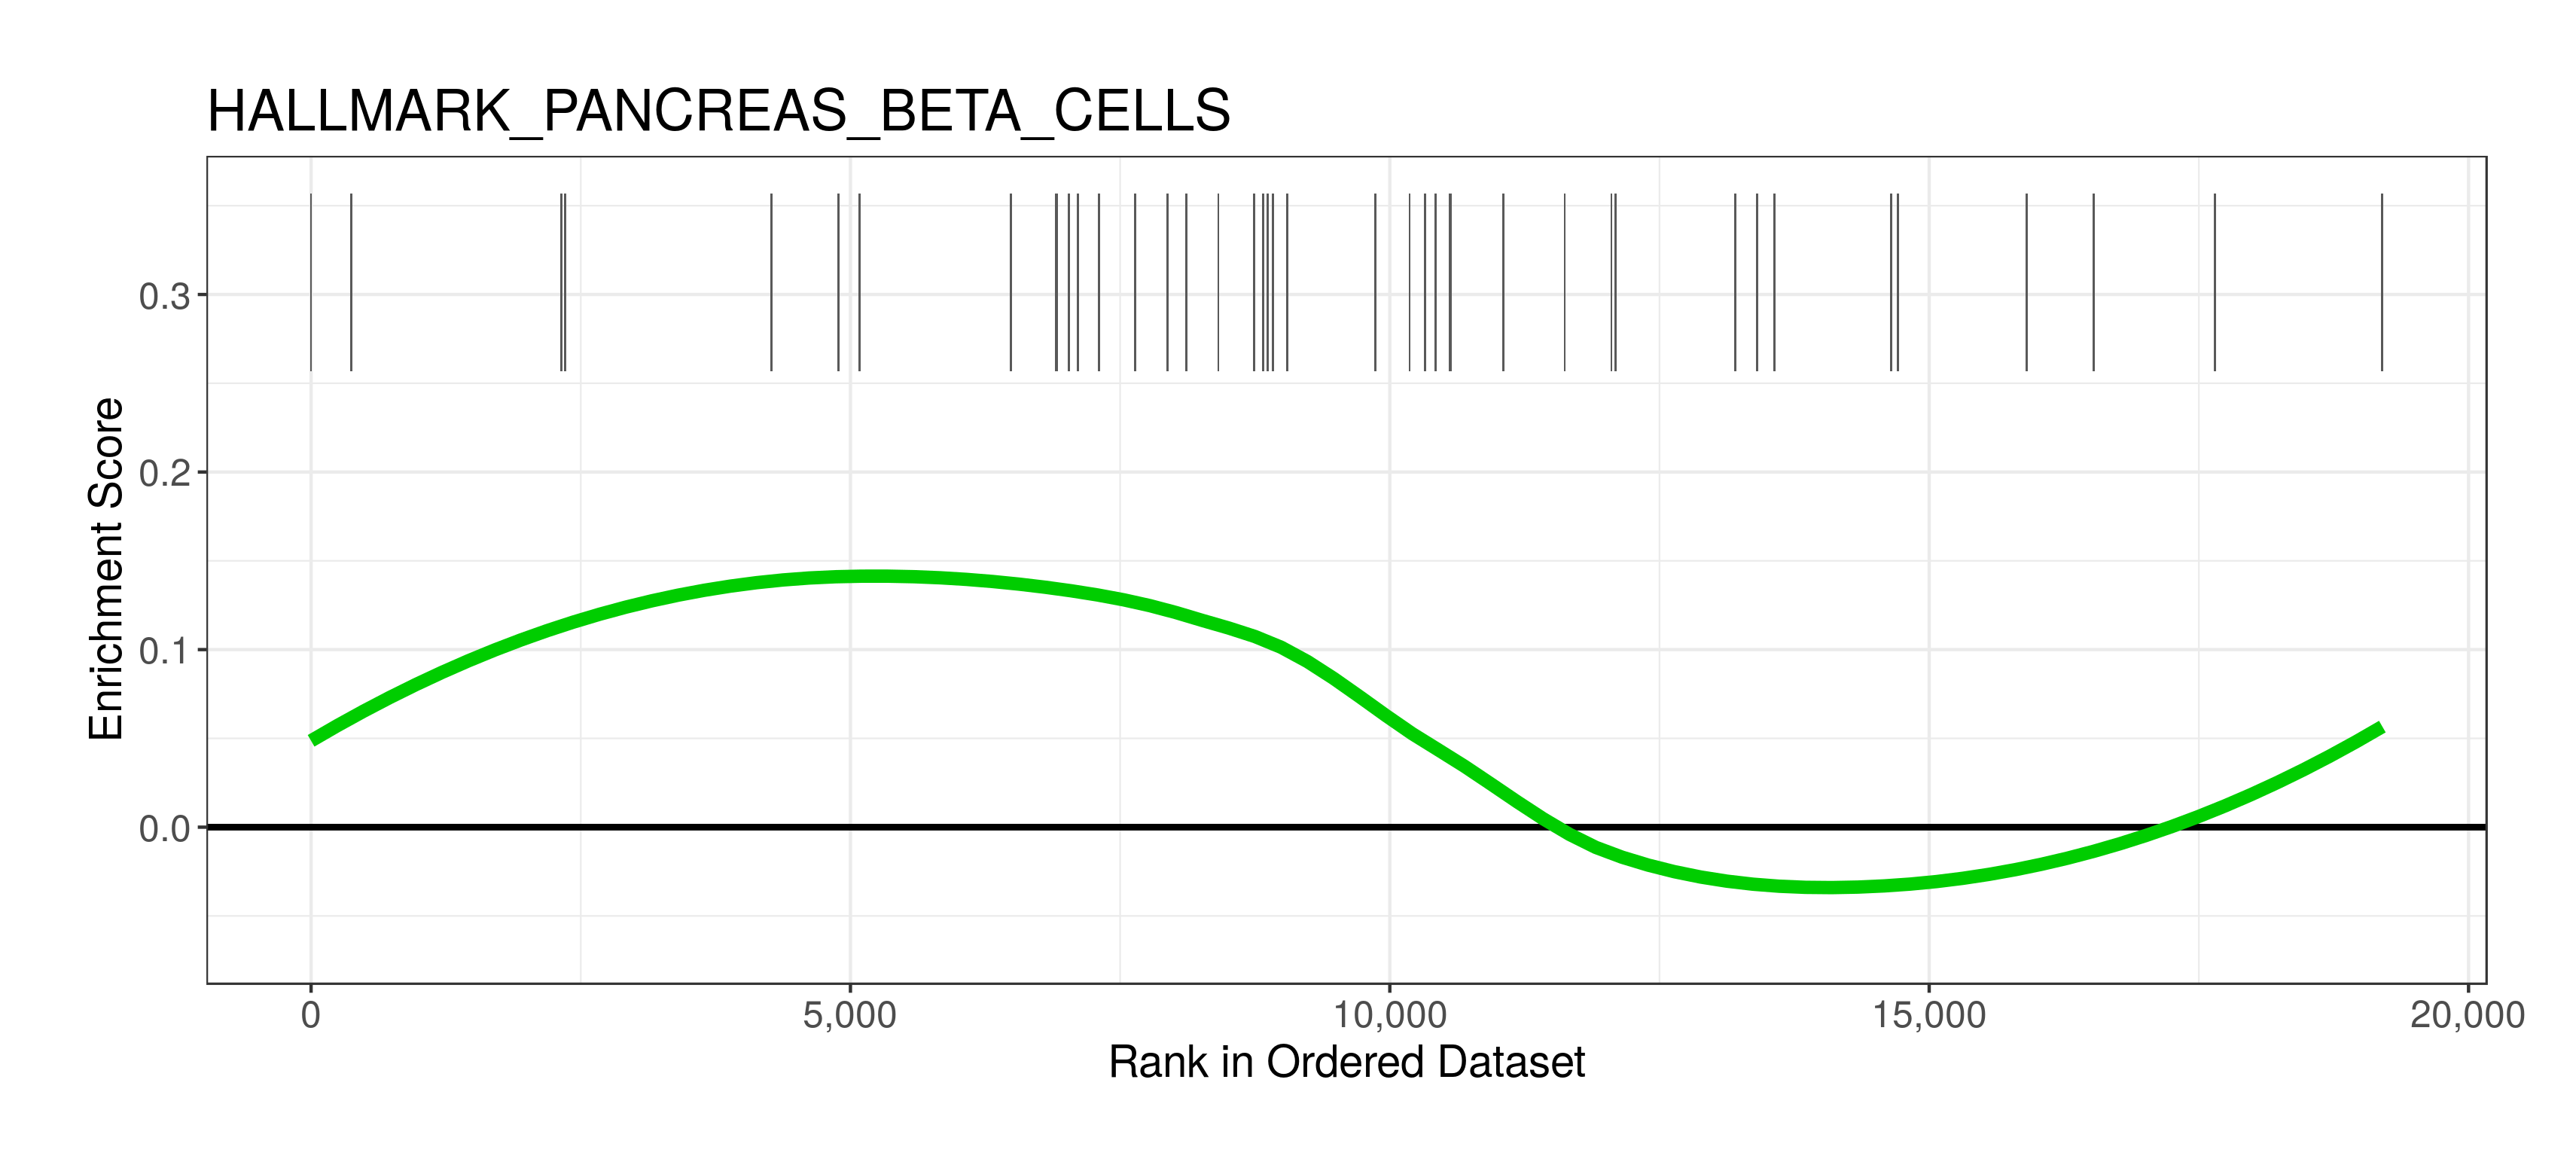 HALLMARK_PANCREAS_BETA_CELLS
Enrichment Score
0.3
0.2
0.1
0.0
0 5,000 10,000 15,000 20,000
Rank in Ordered Dataset